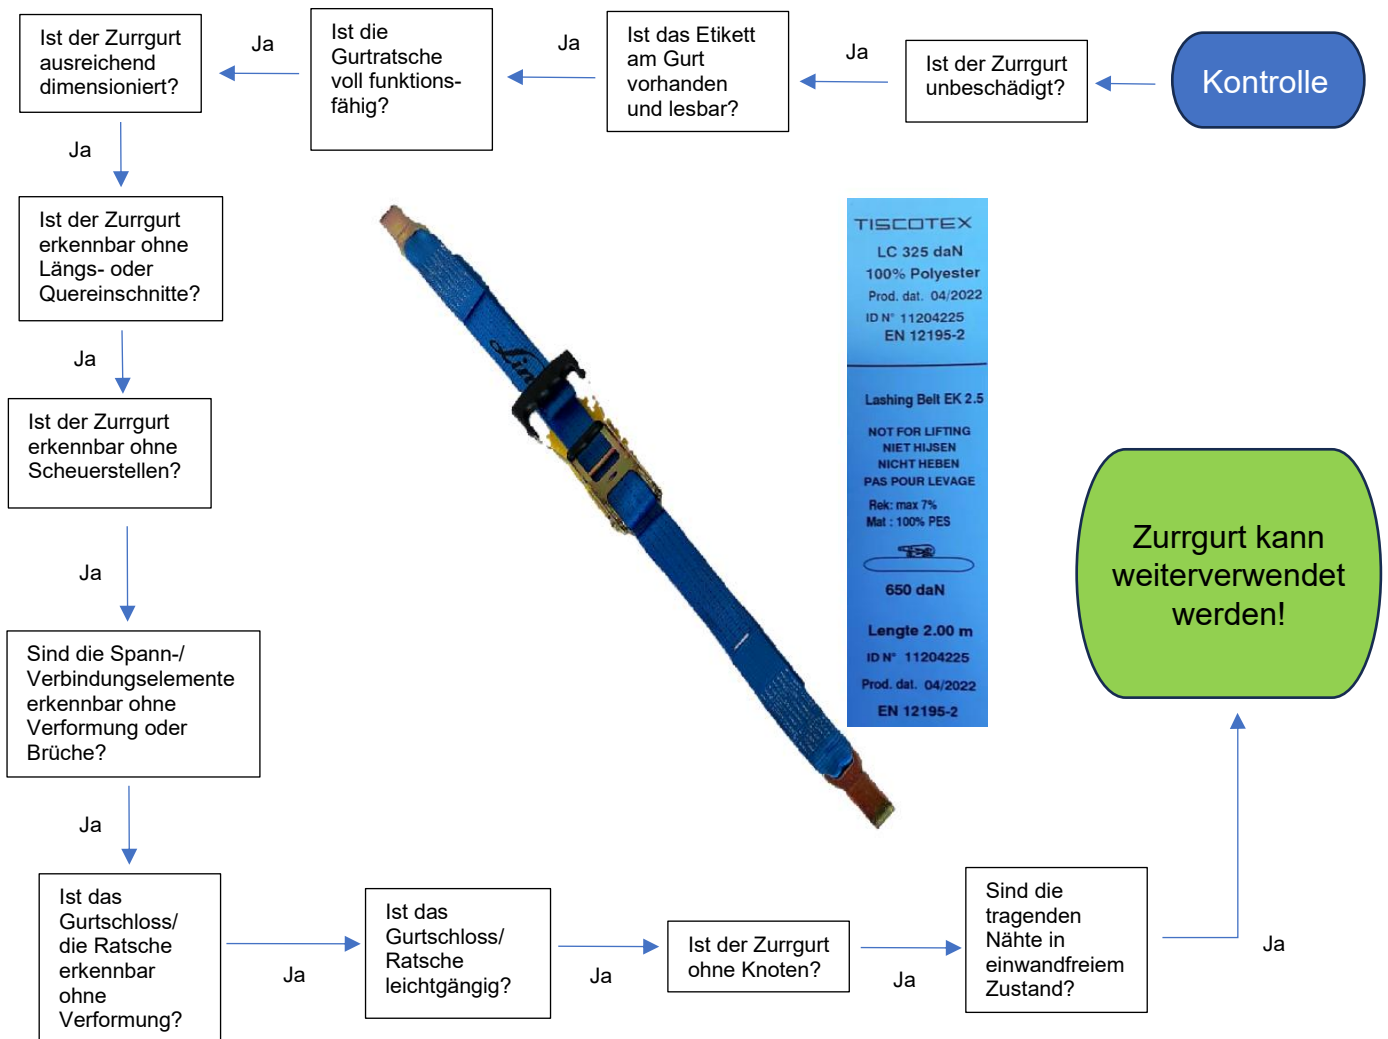 Kontrolle
Ist der Zurrgurt
unbeschädigt?
Ja
Ist das Etikett
am Gurt
vorhanden
und lesbar?
Ja
Ist die
Gurtratsche
voll funktions-
fähig?
Ja
Ist der Zurrgurt
ausreichend
dimensioniert?
Ja
Ist der Zurrgurt
erkennbar ohne
Längs- oder
Quereinschnitte?
Ja
Ist der Zurrgurt
erkennbar ohne
Scheuerstellen?
Ja
Sind die Spann-/
Verbindungselemente
erkennbar ohne
Verformung oder
Brüche?
Ja
Ist das
Gurtschloss/
die Ratsche
erkennbar
ohne
Verformung?
Ja
Ist das
Gurtschloss/
Ratsche
leichtgängig?
Ja
Ist der Zurrgurt
ohne Knoten?
Ja
Sind die
tragenden
Nähte in
einwandfreiem
Zustand?
Ja
Zurrgurt kann
weiterverwendet
werden!
TISCOTEX
LC 325 daN
100% Polyester
Prod. dat. 04/2022
ID N° 11204225
EN 12195-2
Lashing Belt EK 2.5
NOT FOR LIFTING
NIET HIJSEN
NICHT HEBEN
PAS POUR LEVAGE
Rek: max 7%
Mat : 100% PES
650 daN
Lengte 2.00 m
ID N° 11204225
Prod. dat. 04/2022
EN 12195-2